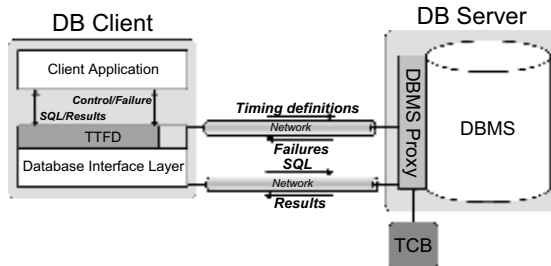 DB Client
DB Server
Client Application
Control/Failure
SQL/Results
TTFD
Database Interface Layer
Timing definitions
Network
Failures
SQL
Network
Results
DBMS Proxy
DBMS
TCB